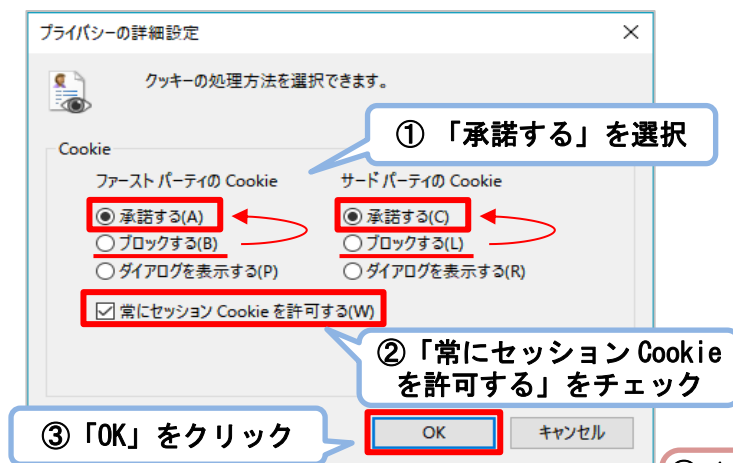 プライバシーの詳細設定
クッキーの処理方法を選択できます。
① 「承諾する」を選択
Cookie
ファースト パーティの Cookie
サード パーティの Cookie
承諾する(A)
承諾する(C)
ブロックする(B)
ブロックする(L)
ダイアログを表示する(P)
ダイアログを表示する(R)
常にセッション Cookie を許可する(W)
②「常にセッション Cookie
を許可する」をチェック
③「OK」をクリック
OK
キャンセル